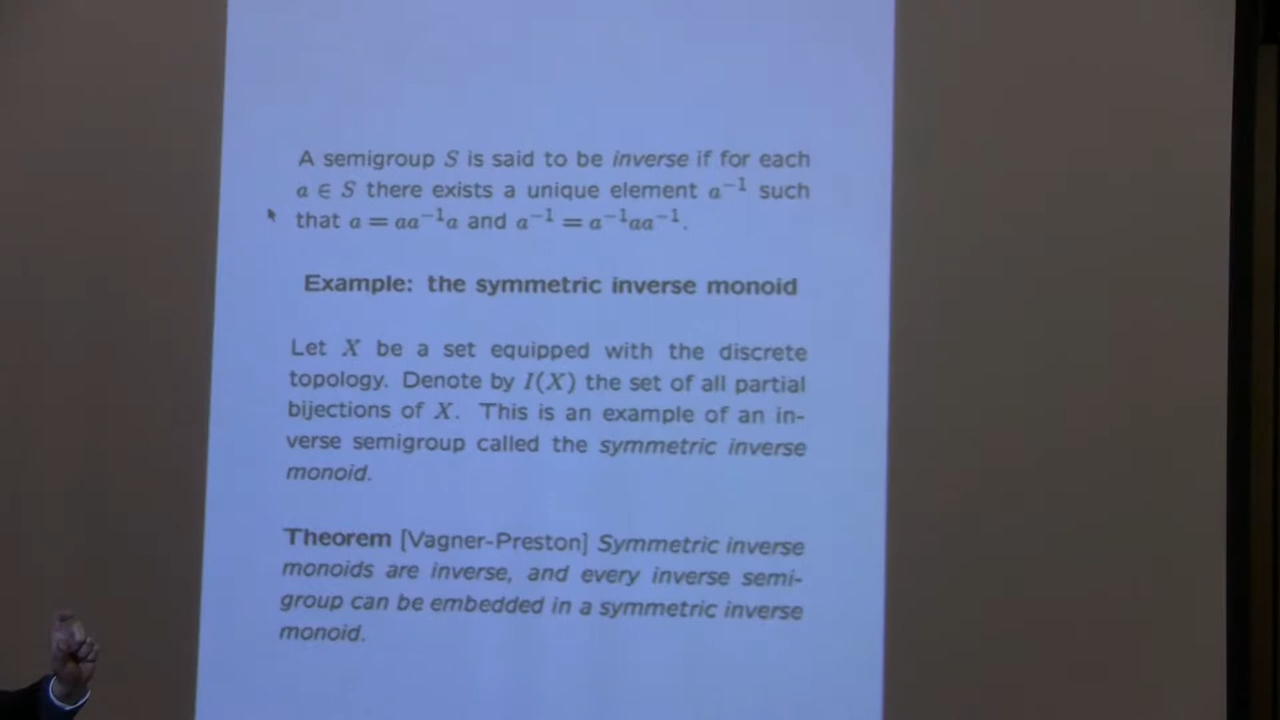 A semigroup S is said to be inverse if for each
a ∈ S there exists a unique element a⁻¹ such
that a = aa⁻¹a and a⁻¹ = a⁻¹aa⁻¹.
Example: the symmetric inverse monoid
Let X be a set equipped with the discrete
topology. Denote by I(X) the set of all partial
bijections of X. This is an example of an in-
verse semigroup called the symmetric inverse
monoid.
Theorem [Vagner-Preston] Symmetric inverse
monoids are inverse, and every inverse semi-
group can be embedded in a symmetric inverse
monoid.